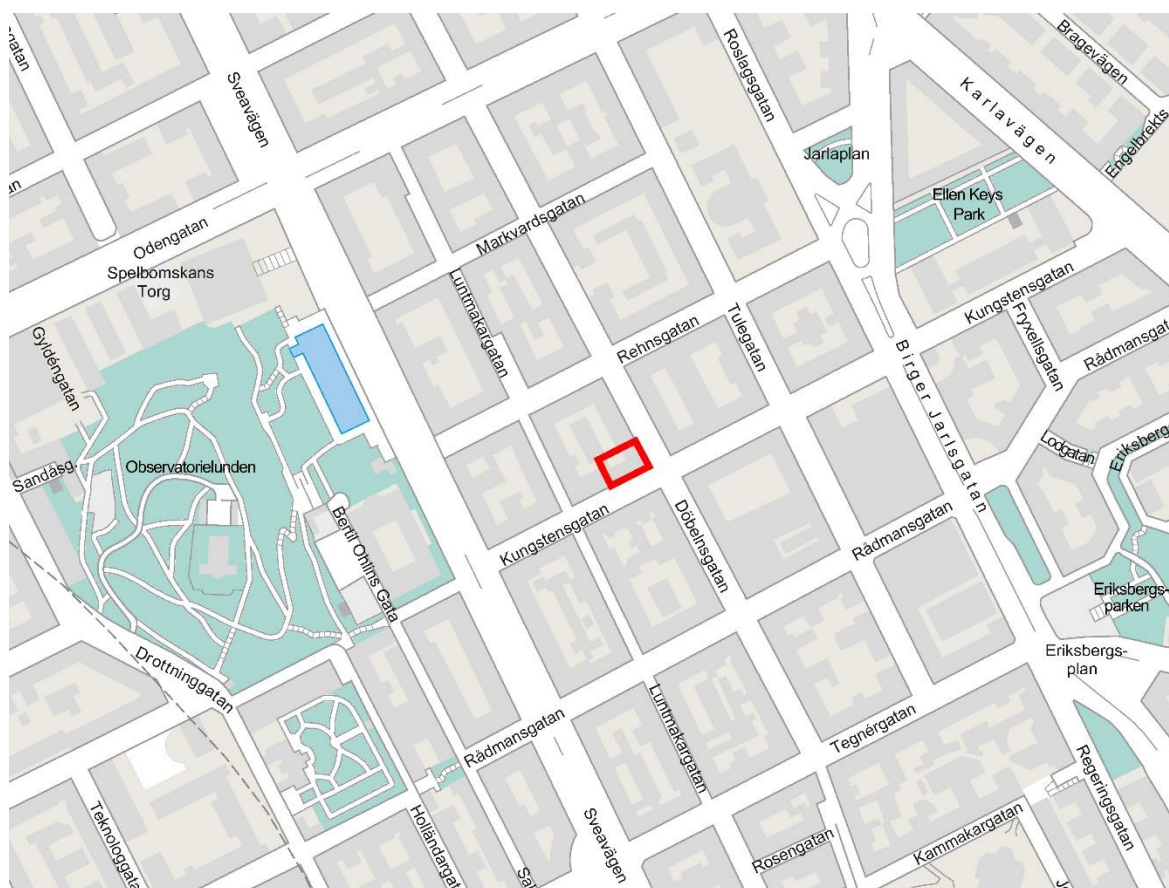 Sveavägen
Roslagsgatan
Bragevägen
Karlavägen
Engelbrekts
Jarlaplan
Ellen Keys
Park
Odengatan
Spelbomskans
Torg
Markvardsgatan
Luntmakargatan
Kungstensgatan
Fryxellsgatan
Rådmansgat
Gyldéngatan
Rehnsgatan
Tulegatan
Birger Jarlsgatan
Sandåsg.
Observatorielunden
Lodgatan
Eriksberg
Bertil Ohlins Gata
Kungstensgatan
Döbelnsgatan
Rådmansgatan
Eriksbergs-
parken
Eriksbergs-
plan
Drottninggatan
Luntmakargatan
Rådmansgatan
Tegnérgatan
Regeringsgatan
Teknologgata
Holländargat
Sveavägen
Rosengatan
Kammakargatan